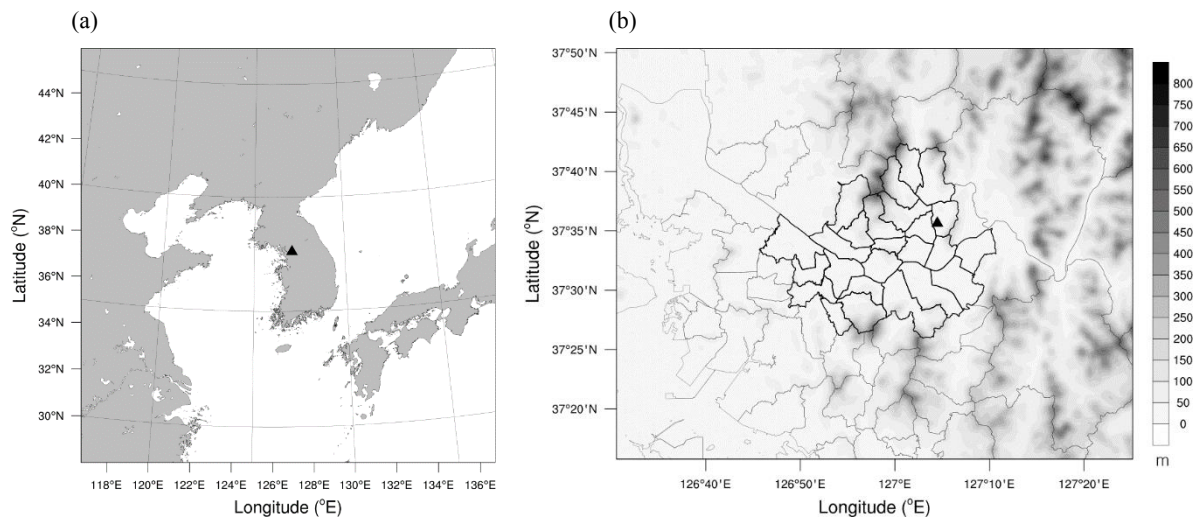 (a)
(b)
44°N
42°N
40°N
38°N
36°N
34°N
32°N
30°N
Latitude (°N)
118°E 120°E 122°E 124°E 126°E 128°E 130°E 132°E 134°E 136°E
Longitude (°E)
37°50'N
37°45'N
37°40'N
37°35'N
37°30'N
37°25'N
37°20'N
Latitude (°N)
126°40'E 126°50'E 127°0'E 127°10'E 127°20'E
Longitude (°E)
800
750
700
650
600
550
500
450
400
350
300
250
200
150
100
50
0
m